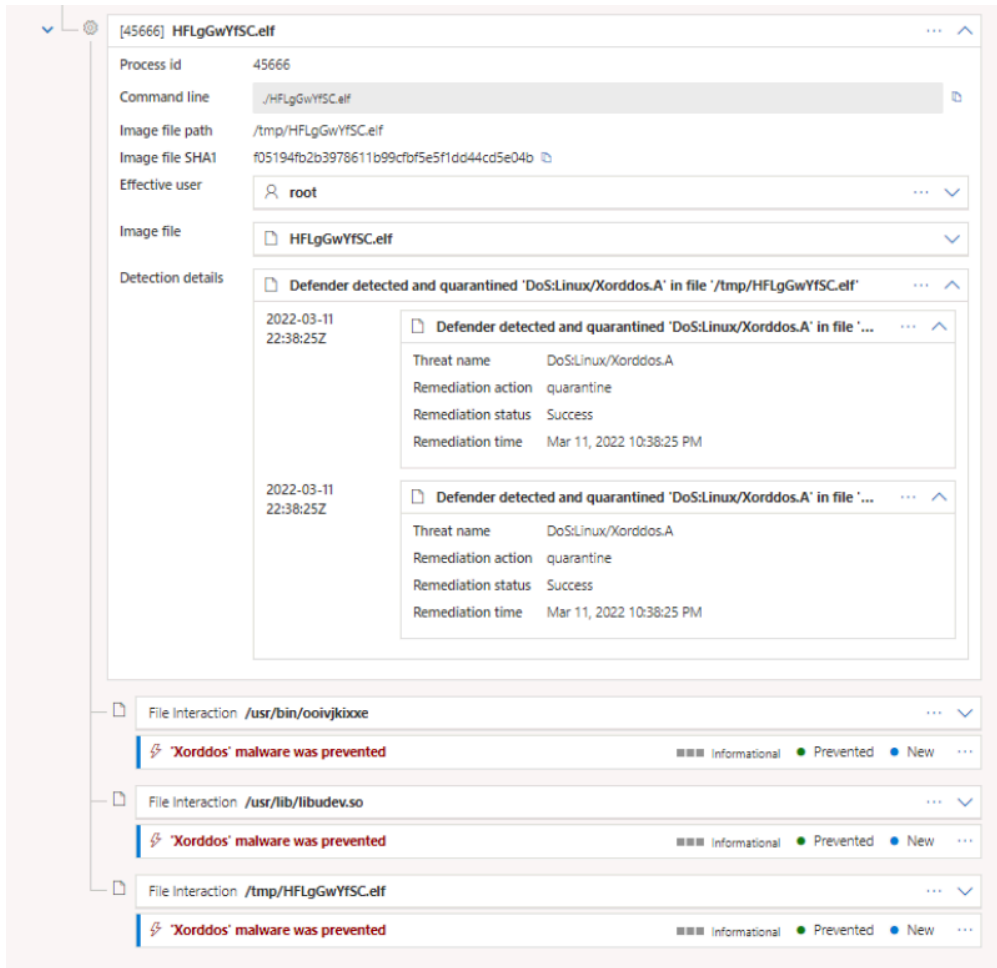 [45666] HFLgGwYfSC.elf ...
Process id 45666
Command line ./HFLgGwYfSC.elf
Image file path /tmp/HFLgGwYfSC.elf
Image file SHA1 f05194fb2b3978611b99cfbf5e5f1dd44cd5e04b
Effective user root ...
Image file HFLgGwYfSC.elf
Detection details Defender detected and quarantined 'DoS:Linux/Xorddos.A' in file '/tmp/HFLgGwYfSC.elf' ...
2022-03-11
22:38:25Z
Defender detected and quarantined 'DoS:Linux/Xorddos.A' in file '... ...
Threat name DoS:Linux/Xorddos.A
Remediation action quarantine
Remediation status Success
Remediation time Mar 11, 2022 10:38:25 PM
2022-03-11
22:38:25Z
Defender detected and quarantined 'DoS:Linux/Xorddos.A' in file '... ...
Threat name DoS:Linux/Xorddos.A
Remediation action quarantine
Remediation status Success
Remediation time Mar 11, 2022 10:38:25 PM
File Interaction /usr/bin/ooivjkixxe ...
'Xorddos' malware was prevented Informational Prevented New ...
File Interaction /usr/lib/libudev.so ...
'Xorddos' malware was prevented Informational Prevented New ...
File Interaction /tmp/HFLgGwYfSC.elf ...
'Xorddos' malware was prevented Informational Prevented New ...